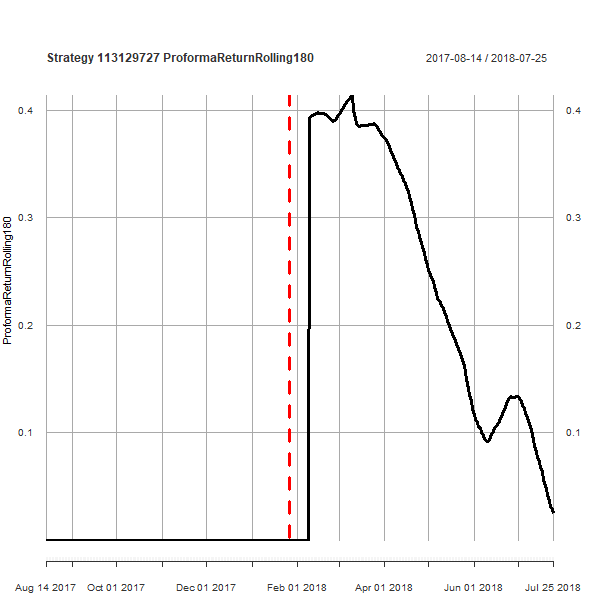 Strategy 113129727 ProformaReturnRolling180
2017-08-14 / 2018-07-25
0.4
0.4
0.3
0.3
ProformaReturnRolling180
0.2
0.2
0.1
0.1
Aug 14 2017
Oct 01 2017
Dec 01 2017
Feb 01 2018
Apr 01 2018
Jun 01 2018
Jul 25 2018